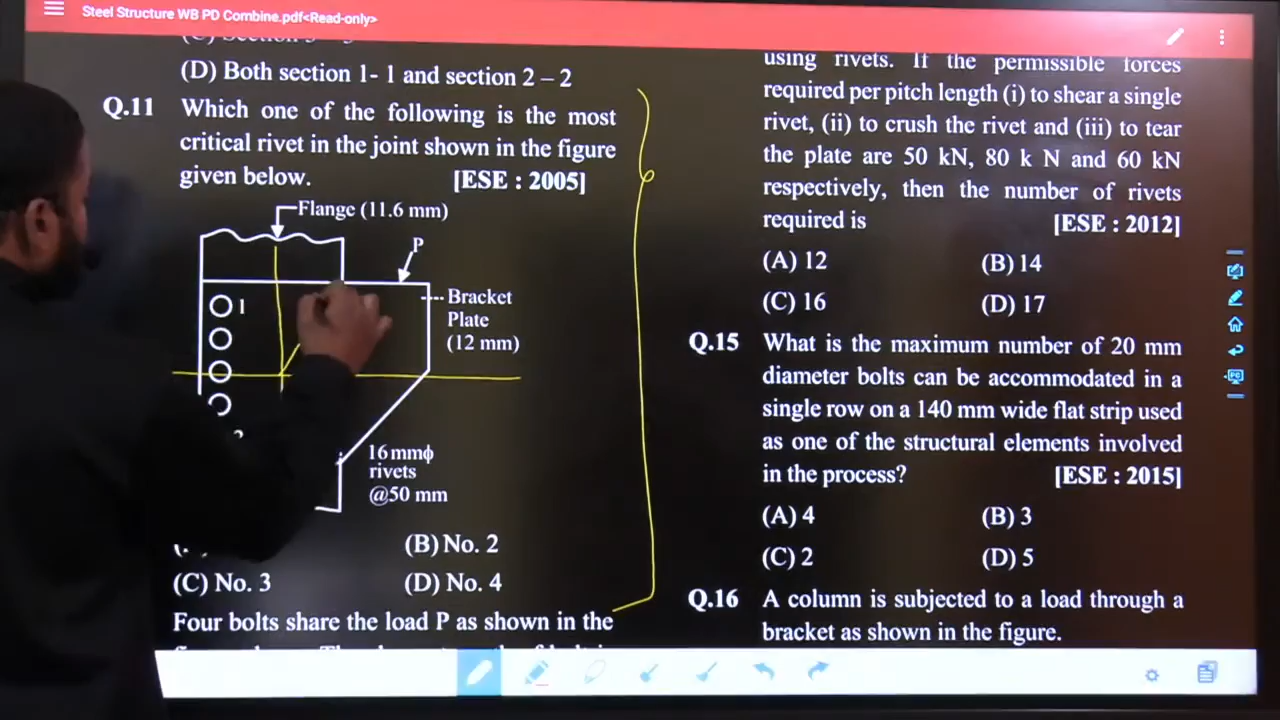 Steel Structure WB PD Combine.pdf<Read-only>
(C) Section 3 – 3
(D) Both section 1- 1 and section 2 – 2
Q.11 Which one of the following is the most
critical rivet in the joint shown in the figure
given below. [ESE : 2005]
Flange (11.6 mm)
P
1
Bracket
Plate
(12 mm)
16 mmϕ
rivets
@50 mm
(B) No. 2
(C) No. 3 (D) No. 4
Four bolts share the load P as shown in the
using rivets. If the permissible forces
required per pitch length (i) to shear a single
rivet, (ii) to crush the rivet and (iii) to tear
the plate are 50 kN, 80 k N and 60 kN
respectively, then the number of rivets
required is [ESE : 2012]
(A) 12 (B) 14
(C) 16 (D) 17
Q.15 What is the maximum number of 20 mm
diameter bolts can be accommodated in a
single row on a 140 mm wide flat strip used
as one of the structural elements involved
in the process? [ESE : 2015]
(A) 4 (B) 3
(C) 2 (D) 5
Q.16 A column is subjected to a load through a
bracket as shown in the figure.